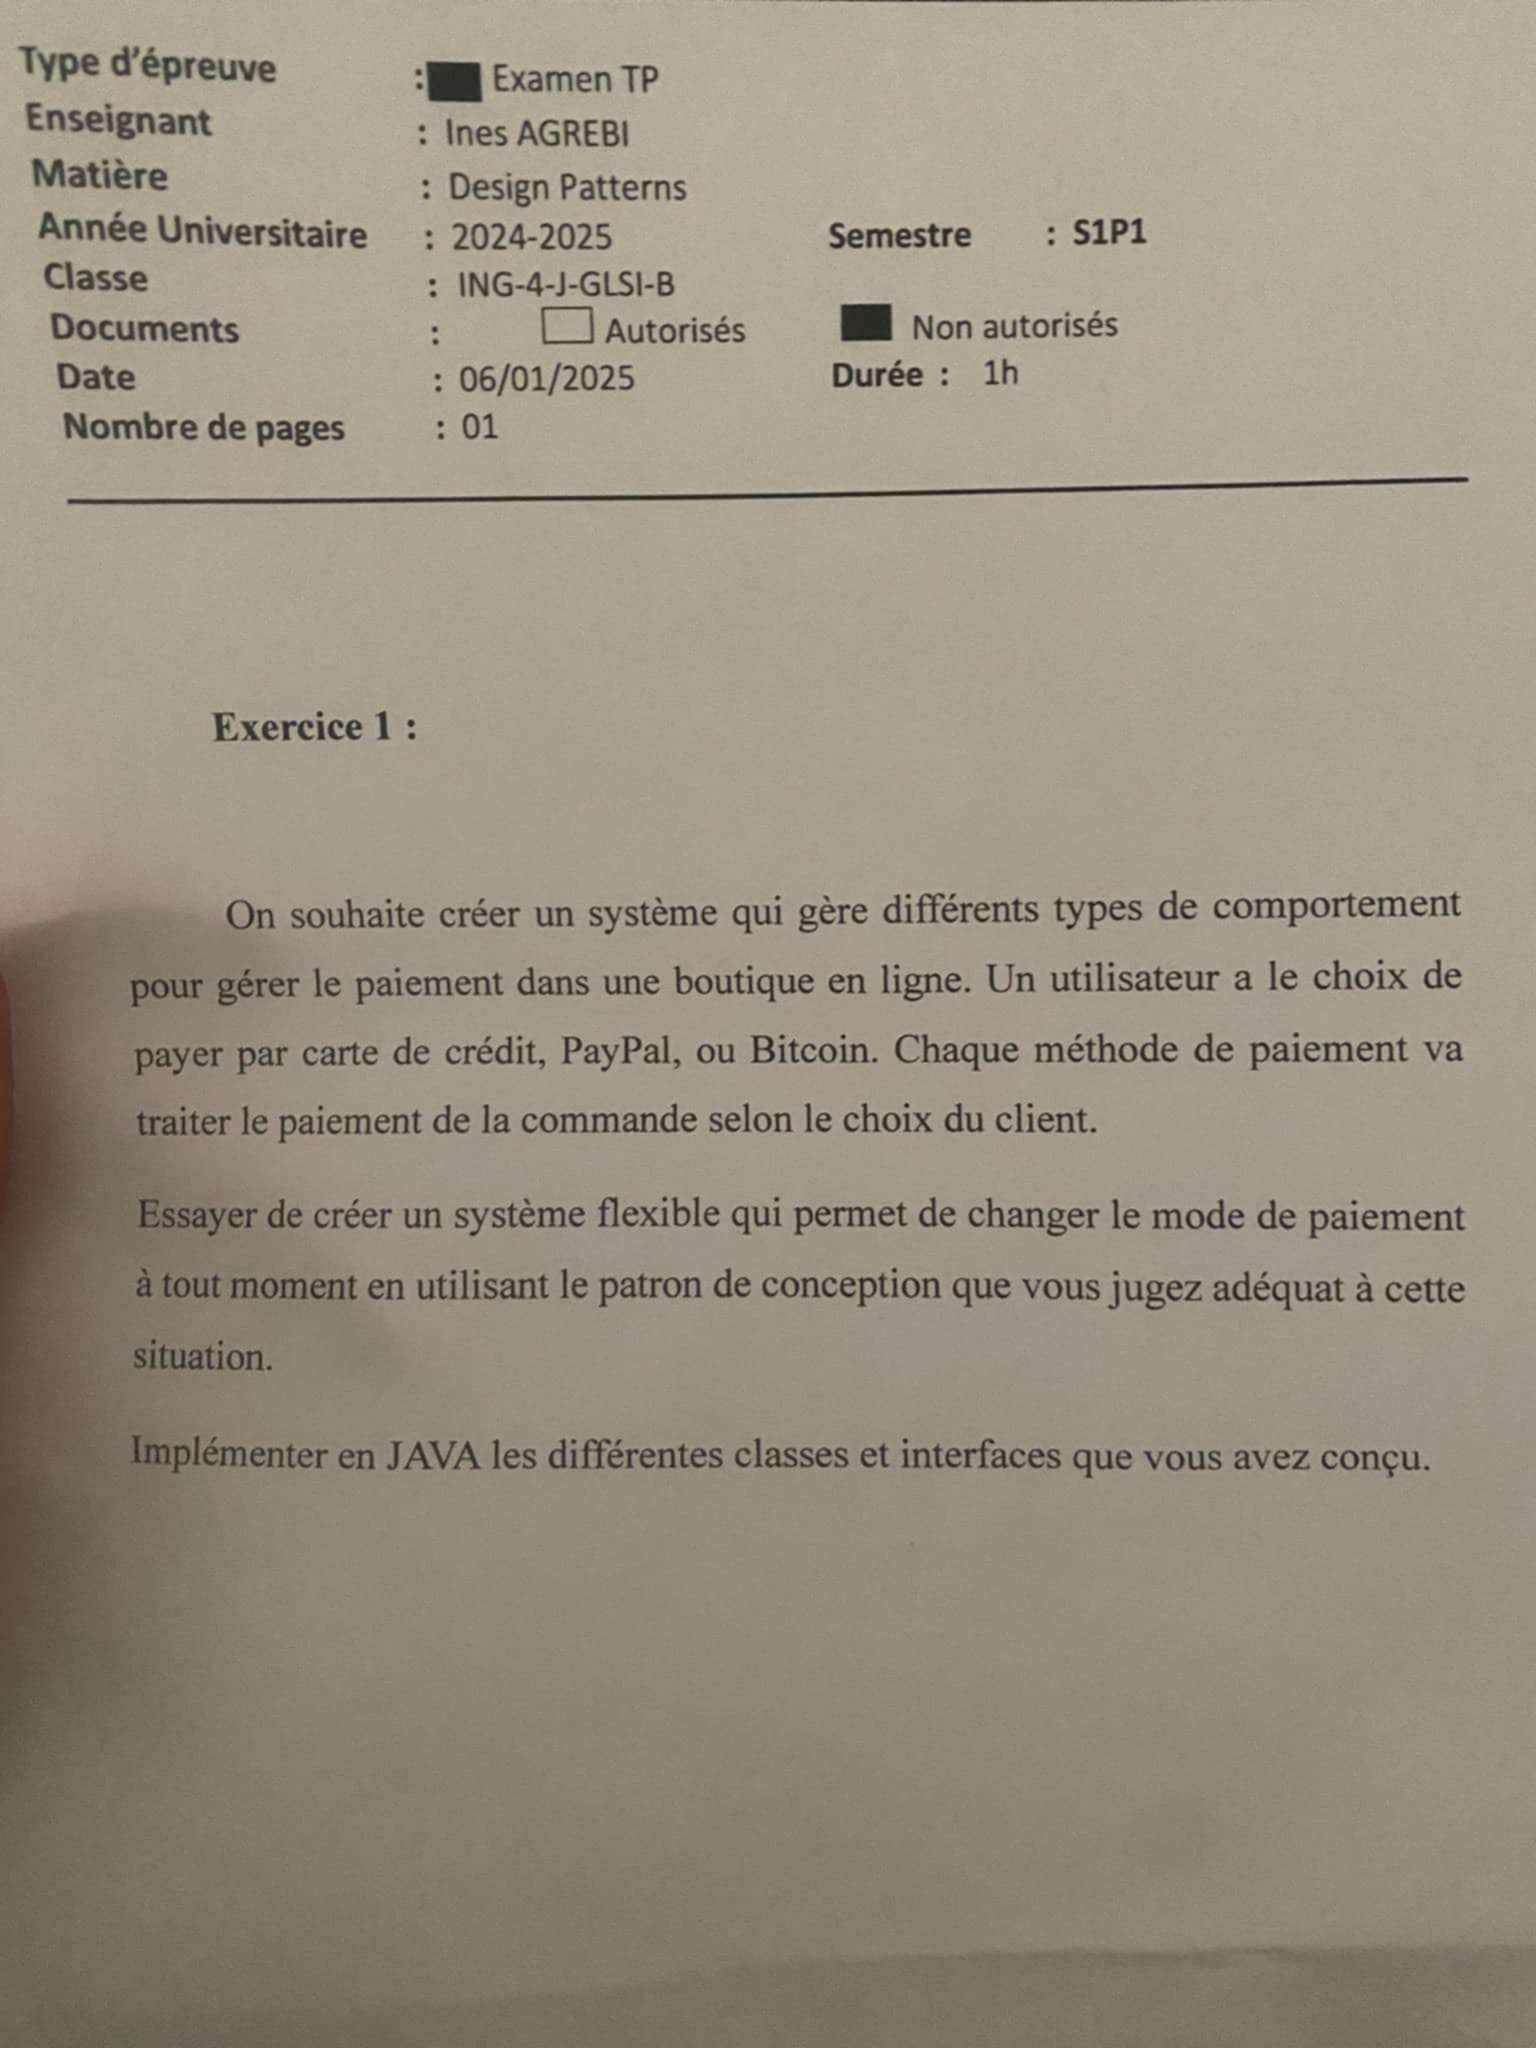 Type d'épreuve : Examen TP
Enseignant : Ines AGREBI
Matière : Design Patterns
Année Universitaire : 2024-2025 Semestre : S1P1
Classe : ING-4-J-GLSI-B
Documents : Autorisés Non autorisés
Date : 06/01/2025 Durée : 1h
Nombre de pages : 01
Exercice 1 :
On souhaite créer un système qui gère différents types de comportement
pour gérer le paiement dans une boutique en ligne. Un utilisateur a le choix de
payer par carte de crédit, PayPal, ou Bitcoin. Chaque méthode de paiement va
traiter le paiement de la commande selon le choix du client.
Essayer de créer un système flexible qui permet de changer le mode de paiement
à tout moment en utilisant le patron de conception que vous jugez adéquat à cette
situation.
Implémenter en JAVA les différentes classes et interfaces que vous avez conçu.